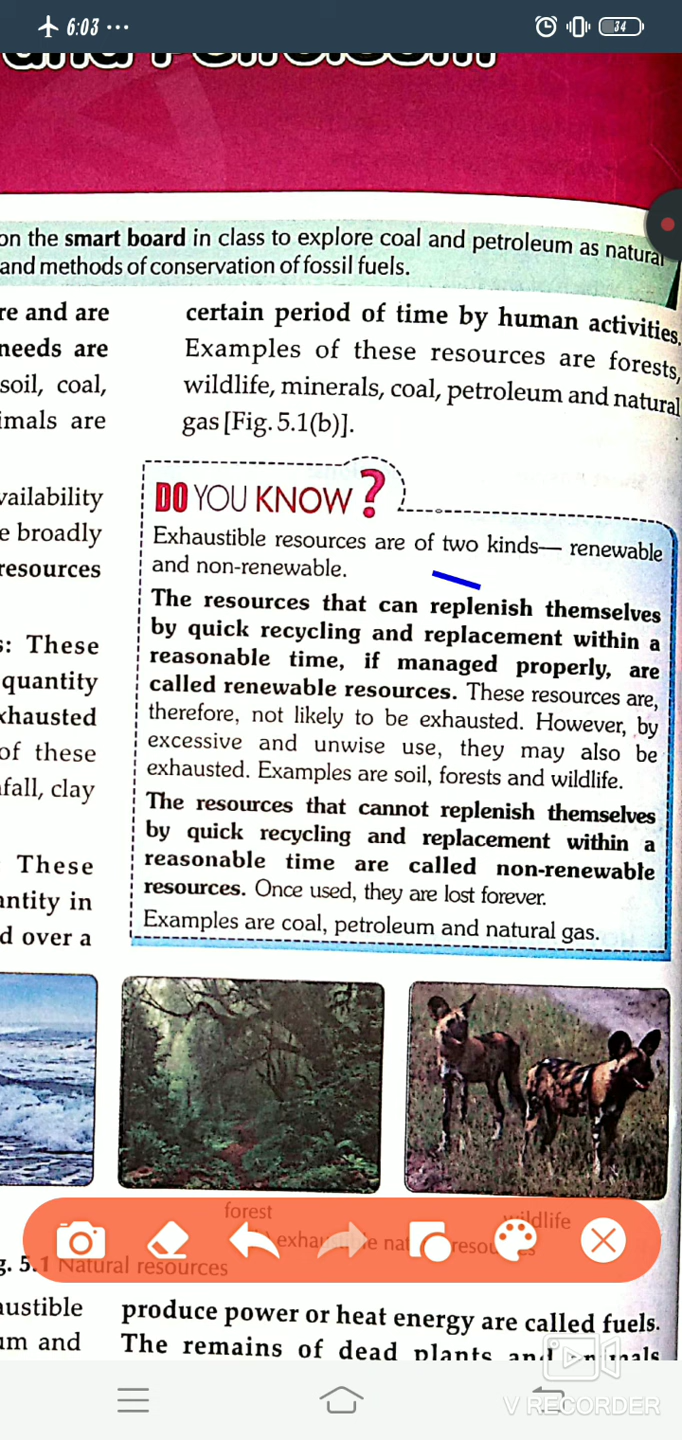 6:03 ...
34
and Petroleum
on the smart board in class to explore coal and petroleum as natural
and methods of conservation of fossil fuels.
re and are
needs are
soil, coal,
imals are
vailability
e broadly
resources
s: These
quantity
xhausted
of these
fall, clay
These
antity in
d over a
certain period of time by human activities.
Examples of these resources are forests,
wildlife, minerals, coal, petroleum and natural
gas [Fig. 5.1(b)].
DO YOU KNOW?
Exhaustible resources are of two kinds— renewable
and non-renewable.
The resources that can replenish themselves
by quick recycling and replacement within a
reasonable time, if managed properly, are
called renewable resources. These resources are,
therefore, not likely to be exhausted. However, by
excessive and unwise use, they may also be
exhausted. Examples are soil, forests and wildlife.
The resources that cannot replenish themselves
by quick recycling and replacement within a
reasonable time are called non-renewable
resources. Once used, they are lost forever.
Examples are coal, petroleum and natural gas.
forest
wildlife
) exhaustible natural resources
g. 5.1 Natural resources
austible
um and
produce power or heat energy are called fuels.
The remains of dead plants and animals
V RECORDER